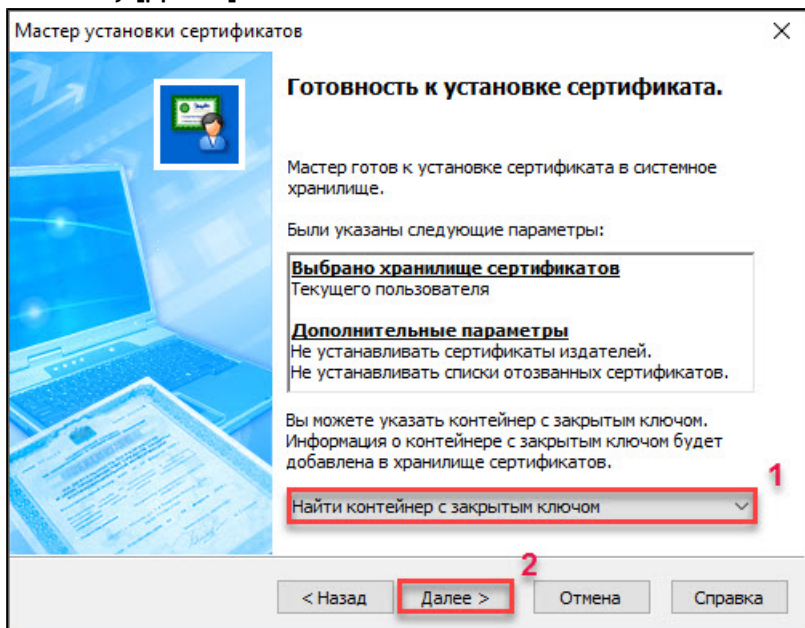 Мастер установки сертификатов
Готовность к установке сертификата.
Мастер готов к установке сертификата в системное
хранилище.
Были указаны следующие параметры:
Выбрано хранилище сертификатов
Текущего пользователя
Дополнительные параметры
Не устанавливать сертификаты издателей.
Не устанавливать списки отозванных сертификатов.
Вы можете указать контейнер с закрытым ключом.
Информация о контейнере с закрытым ключом будет
добавлена в хранилище сертификатов.
1
Найти контейнер с закрытым ключом
2
< Назад Далее > Отмена Справка